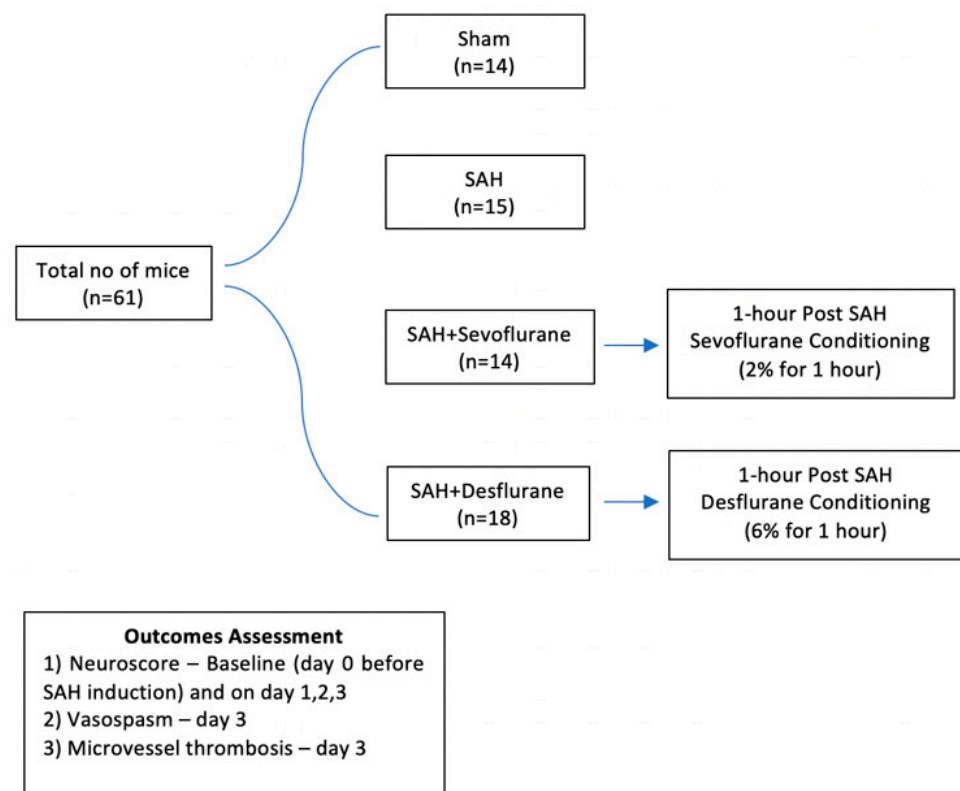 Sham
(n=14)
SAH
(n=15)
Total no of mice
(n=61)
SAH+Sevoflurane
(n=14)
1-hour Post SAH
Sevoflurane Conditioning
(2% for 1 hour)
SAH+Desflurane
(n=18)
1-hour Post SAH
Desflurane Conditioning
(6% for 1 hour)
Outcomes Assessment
1) Neuroscore – Baseline (day 0 before
SAH induction) and on day 1,2,3
2) Vasospasm – day 3
3) Microvessel thrombosis – day 3